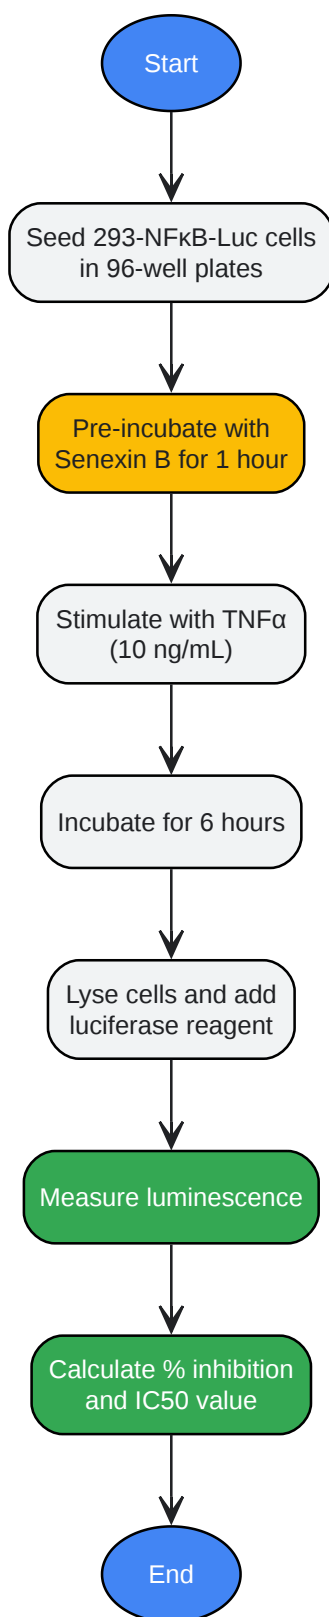 Start
Seed 293-NFκB-Luc cells
in 96-well plates
Pre-incubate with
Senexin B for 1 hour
Stimulate with TNFα
(10 ng/mL)
Incubate for 6 hours
Lyse cells and add
luciferase reagent
Measure luminescence
Calculate % inhibition
and IC50 value
End